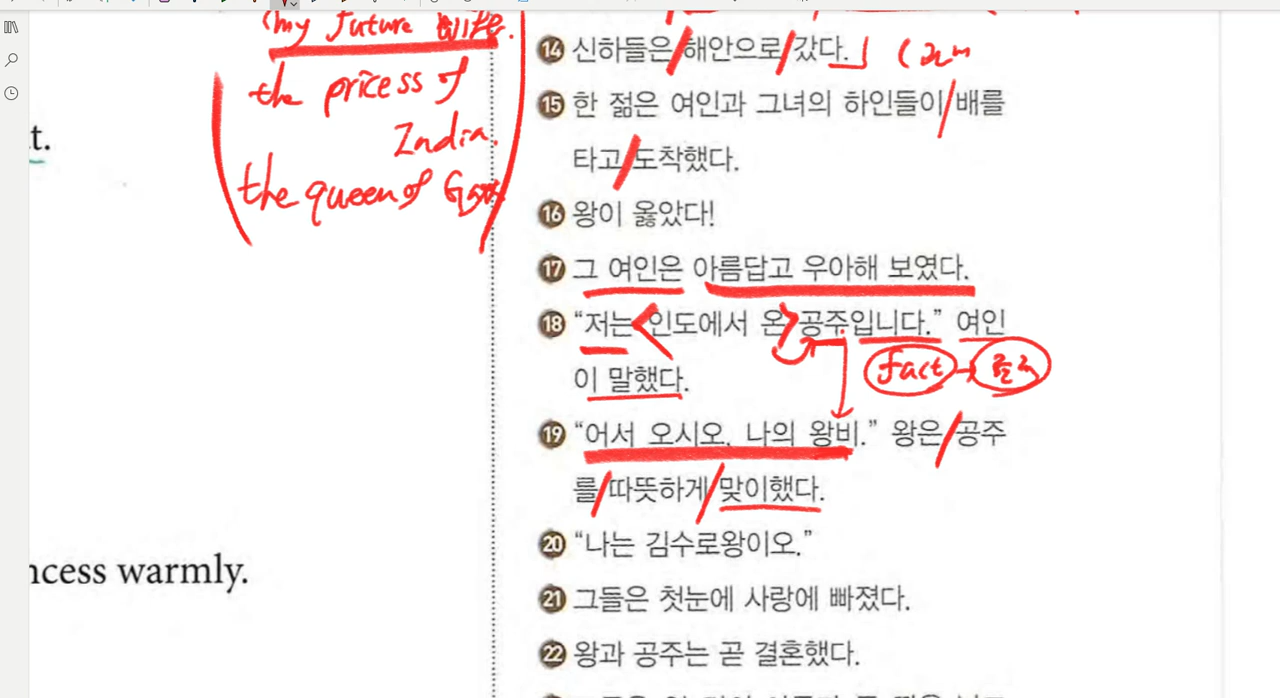 (my future wife.
the pricess of
India.
the queen of
t.
ncess warmly.
14 신하들은 해안으로 갔다.
15 한 젊은 여인과 그녀의 하인들이 배를
타고 도착했다.
16 왕이 옳았다!
17 그 여인은 아름답고 우아해 보였다.
18 “저는 인도에서 온 공주입니다.” 여인
fact
이 말했다.
19 “어서 오시오, 나의 왕비.” 왕은 공주
를 따뜻하게 맞이했다.
20 “나는 김수로왕이오.”
21 그들은 첫눈에 사랑에 빠졌다.
22 왕과 공주는 곧 결혼했다.